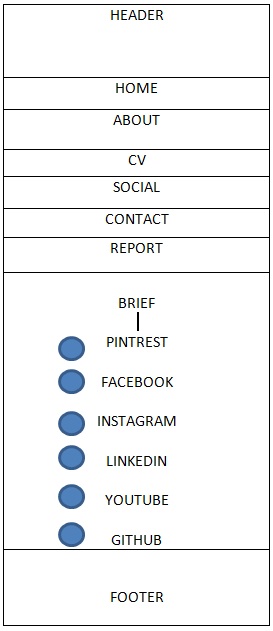 HEADER
HOME
ABOUT
CV
SOCIAL
CONTACT
REPORT
BRIEF
PINTREST
FACEBOOK
INSTAGRAM
LINKEDIN
YOUTUBE
GITHUB
FOOTER